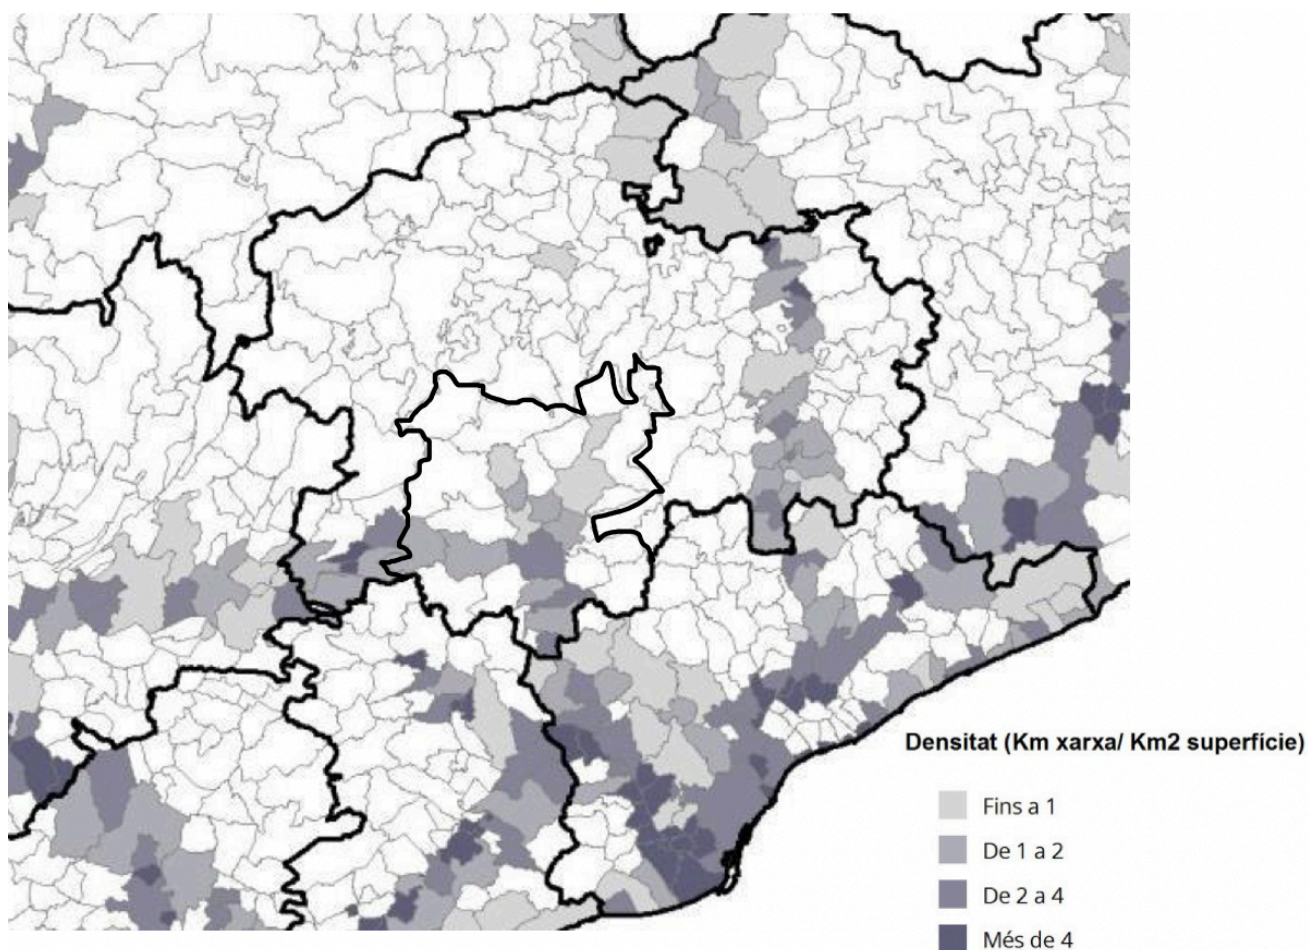 Densitat (Km xarxa/ Km2 superfície)
Fins a 1
De 1 a 2
De 2 a 4
Més de 4